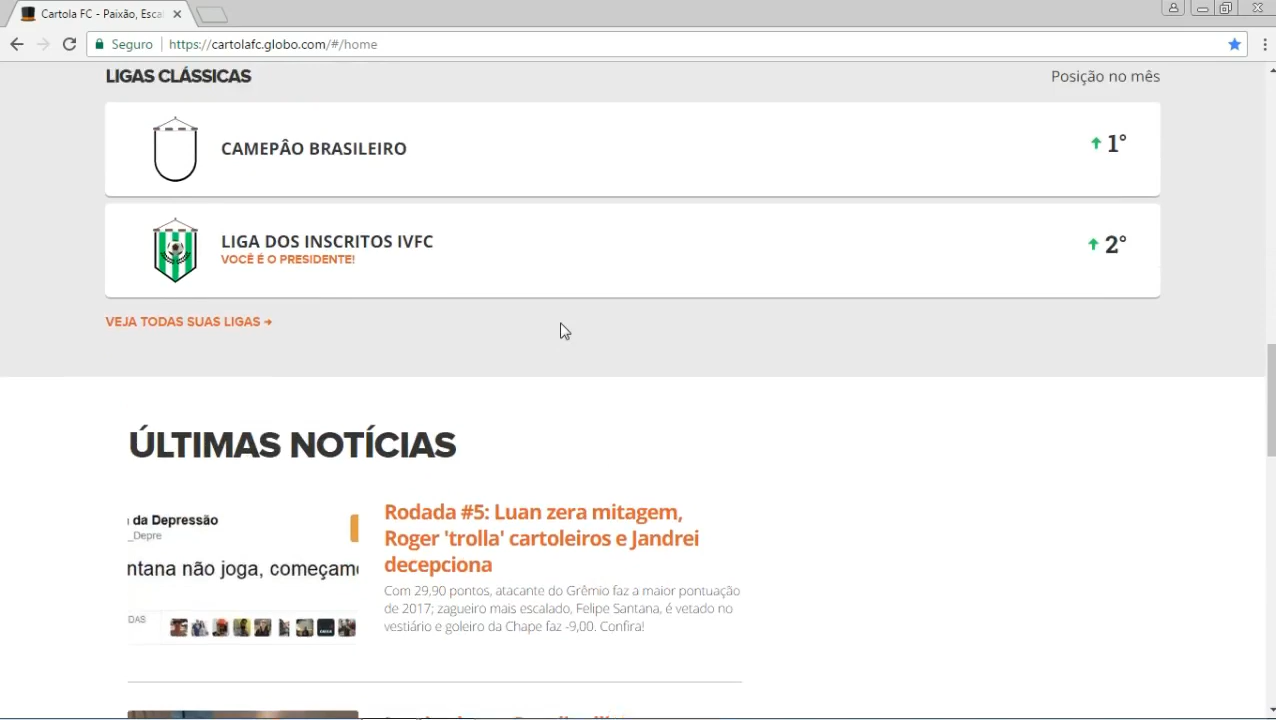 Cartola FC - Paixão, Esca
Seguro
https://cartolafc.globo.com/#/home
LIGAS CLÁSSICAS
Posição no mês
CAMEPÂO BRASILEIRO
1°
LIGA DOS INSCRITOS IVFC
2°
VOCÊ É O PRESIDENTE!
VEJA TODAS SUAS LIGAS
ÚLTIMAS NOTÍCIAS
da Depressão
_Depre
ntana não joga, começam
DAS
Rodada #5: Luan zera mitagem,
Roger 'trolla' cartoleiros e Jandrei
decepciona
Com 29,90 pontos, atacante do Grêmio faz a maior pontuação
de 2017; zagueiro mais escalado, Felipe Santana, é vetado no
vestiário e goleiro da Chape faz -9,00. Confira!